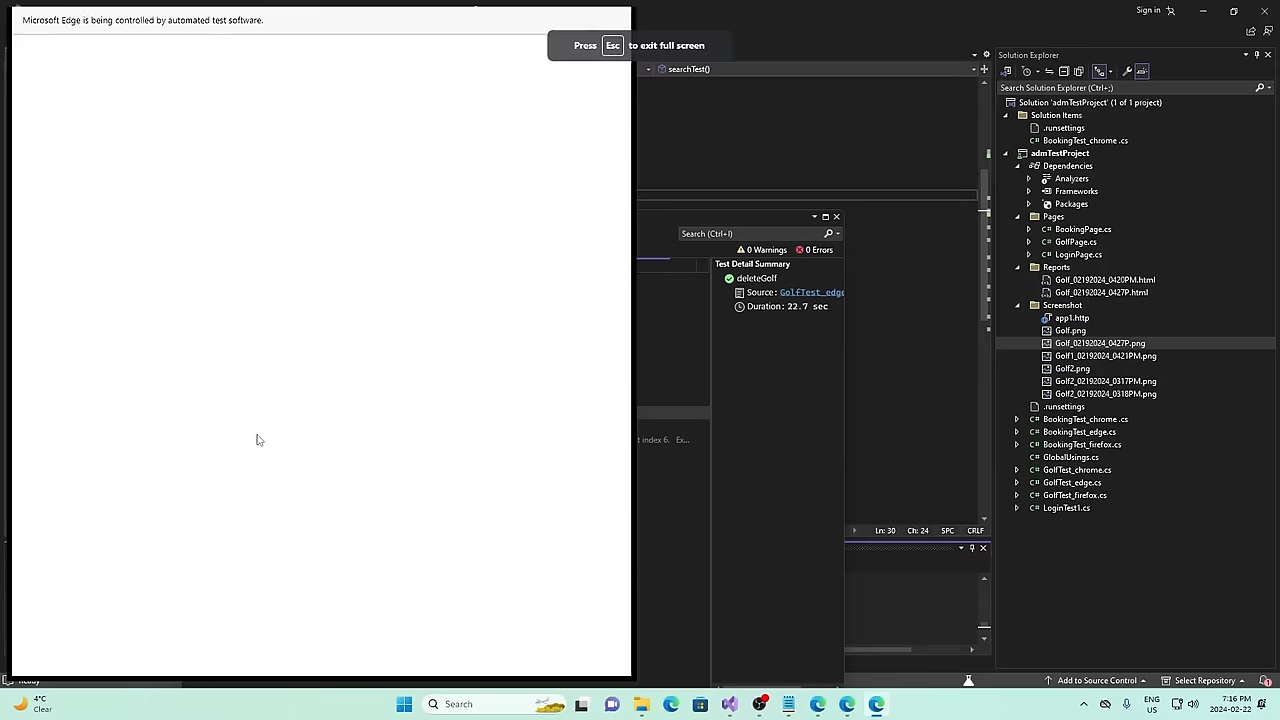 Microsoft Edge is being controlled by automated test software.
Sign in
Press Esc to exit full screen
searchTest()
Solution Explorer
Search Solution Explorer (Ctrl+;)
Solution 'admTestProject' (1 of 1 project)
Solution Items
.runsettings
C# BookingTest_chrome .cs
admTestProject
Dependencies
Analyzers
Frameworks
Packages
Pages
C# BookingPage.cs
C# GolfPage.cs
C# LoginPage.cs
Reports
Golf_02192024_0420PM.html
Golf_02192024_0427P.html
Screenshot
app1.http
Golf.png
Golf_02192024_0427P.png
Golf1_02192024_0421PM.png
Golf2.png
Golf2_02192024_0317PM.png
Golf2_02192024_0318PM.png
.runsettings
C# BookingTest_chrome .cs
C# BookingTest_edge.cs
C# BookingTest_firefox.cs
C# GlobalUsings.cs
C# GolfTest_chrome.cs
C# GolfTest_edge.cs
C# GolfTest_firefox.cs
C# LoginTest1.cs
Search (Ctrl+I)
0 Warnings 0 Errors
Test Detail Summary
deleteGolf
Source: GolfTest_edge
Duration: 22.7 sec
t index 6. Ex...
Ln: 30 Ch: 24 SPC CRLF
Ready
Add to Source Control
Select Repository
4°C
Clear
Search
ENG
US
7:16 PM
2024-02-22